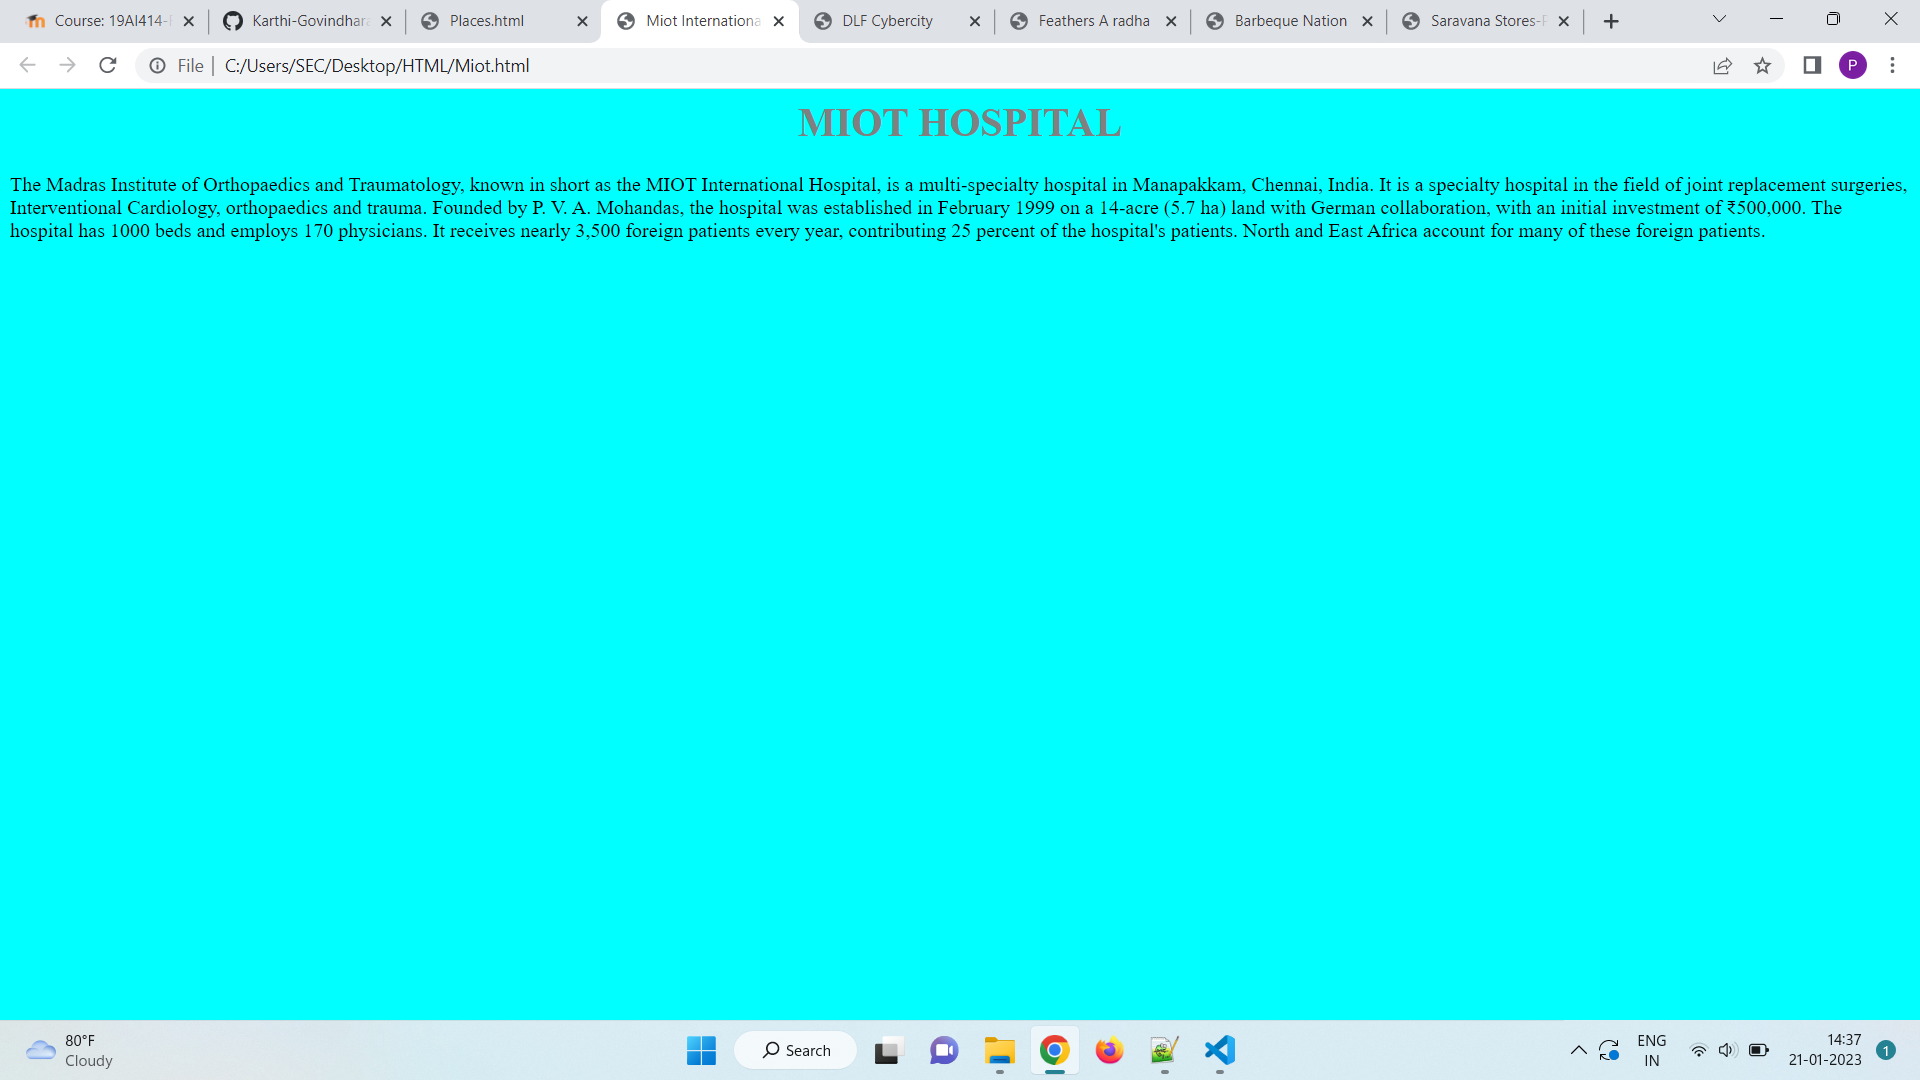 Course: 19AI414-
Karthi-Govindhar
Places.html
Miot Internationa
DLF Cybercity
Feathers A radha
Barbeque Nation
Saravana Stores-
File
C:/Users/SEC/Desktop/HTML/Miot.html
P
MIOT HOSPITAL
The Madras Institute of Orthopaedics and Traumatology, known in short as the MIOT International Hospital, is a multi-specialty hospital in Manapakkam, Chennai, India. It is a specialty hospital in the field of joint replacement surgeries,
Interventional Cardiology, orthopaedics and trauma. Founded by P. V. A. Mohandas, the hospital was established in February 1999 on a 14-acre (5.7 ha) land with German collaboration, with an initial investment of ₹500,000. The
hospital has 1000 beds and employs 170 physicians. It receives nearly 3,500 foreign patients every year, contributing 25 percent of the hospital's patients. North and East Africa account for many of these foreign patients.
80°F
Cloudy
Search
ENG
IN
14:37
21-01-2023
1